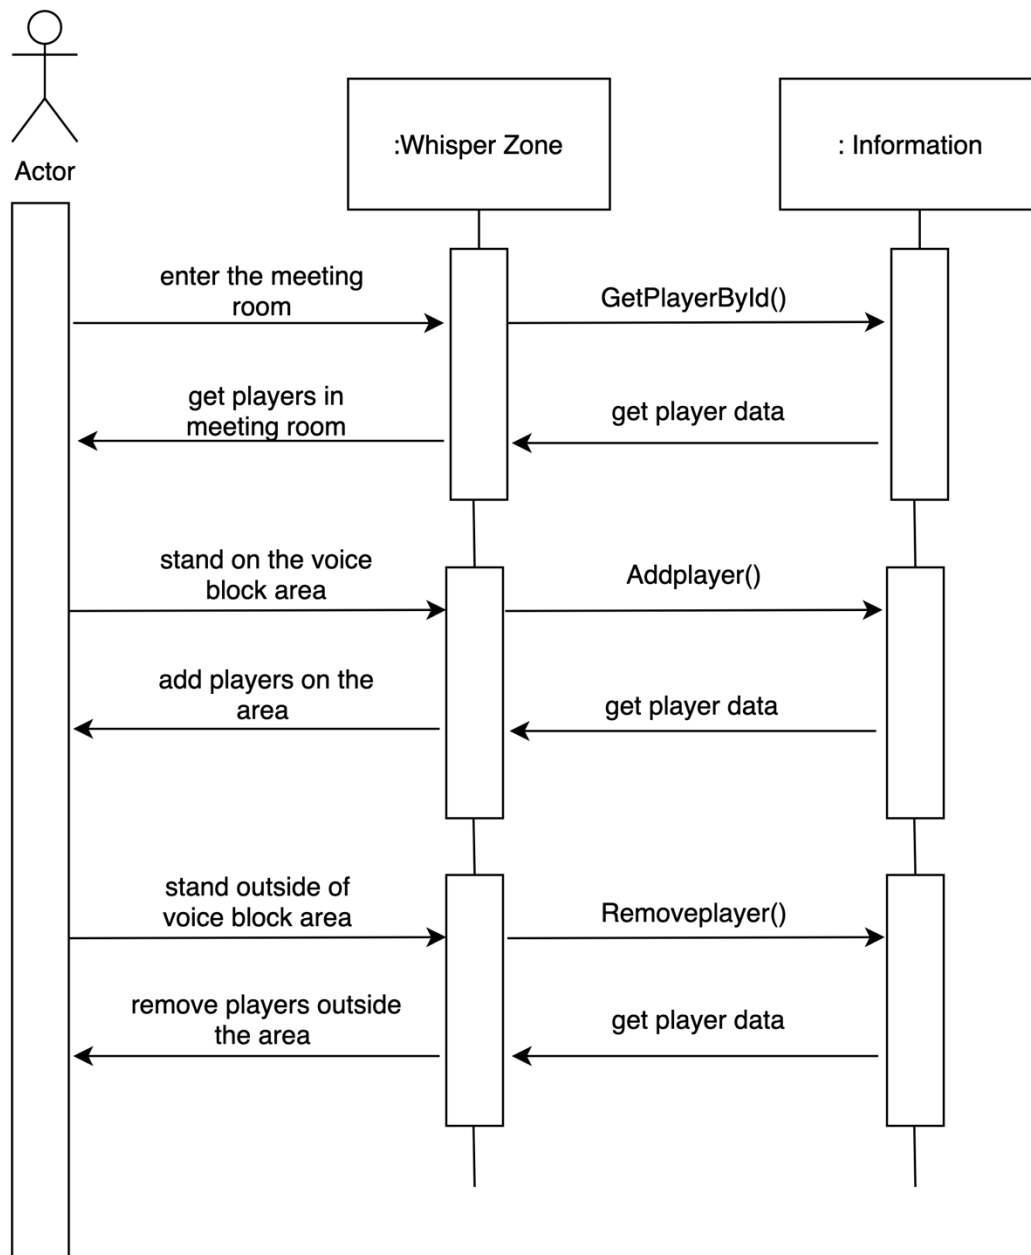 :Whisper Zone
: Information
Actor
enter the meeting
room
GetPlayerById()
get players in
meeting room
get player data
stand on the voice
block area
Addplayer()
add players on the
area
get player data
stand outside of
voice block area
Removeplayer()
remove players outside
the area
get player data